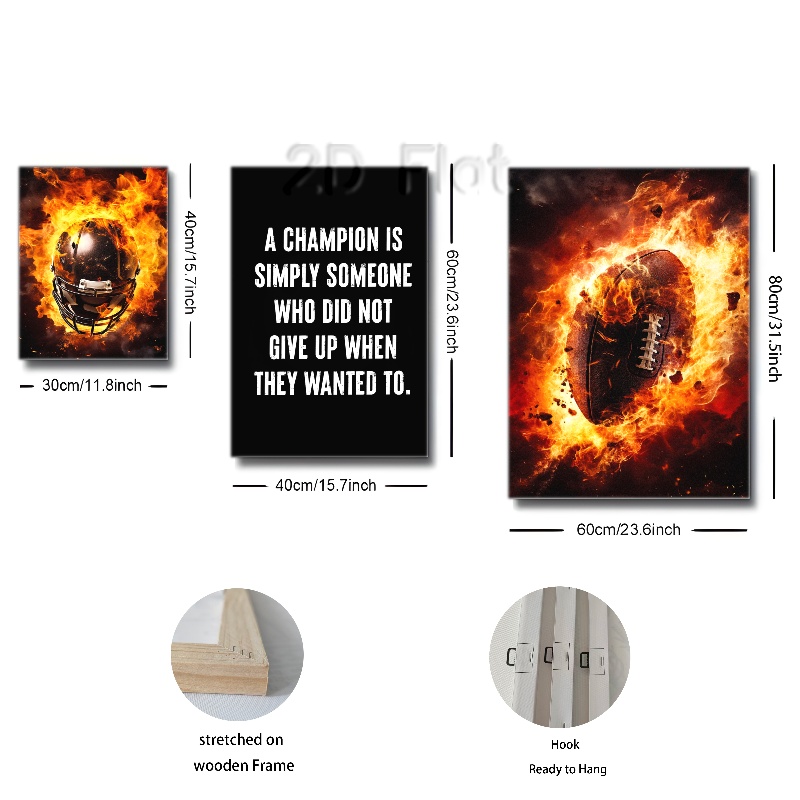 2D Flat
A CHAMPION IS
SIMPLY SOMEONE
WHO DID NOT
GIVE UP WHEN
THEY WANTED TO.
40cm/15.7inch
30cm/11.8inch
60cm/23.6inch
40cm/15.7inch
80cm/31.5inch
60cm/23.6inch
stretched on
wooden Frame
Hook
Ready to Hang